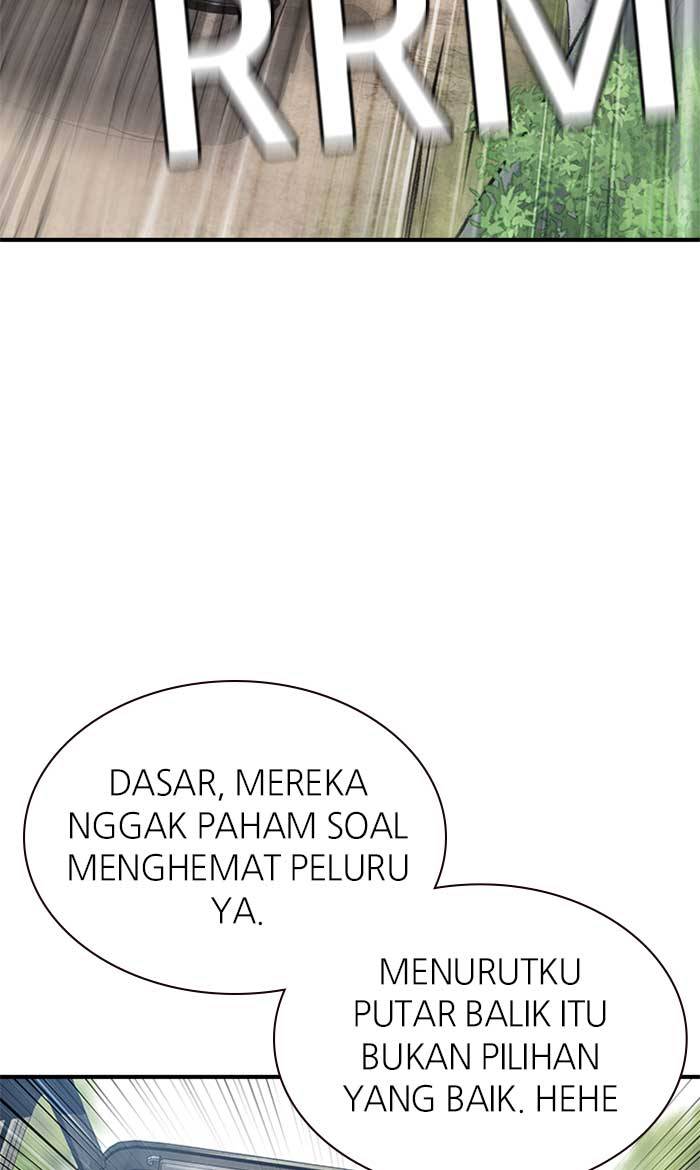 RRM
DASAR, MEREKA
NGGAK PAHAM SOAL
MENGHEMAT PELURU
YA.
MENURUTKU
PUTAR BALIK ITU
BUKAN PILIHAN
YANG BAIK. HEHE